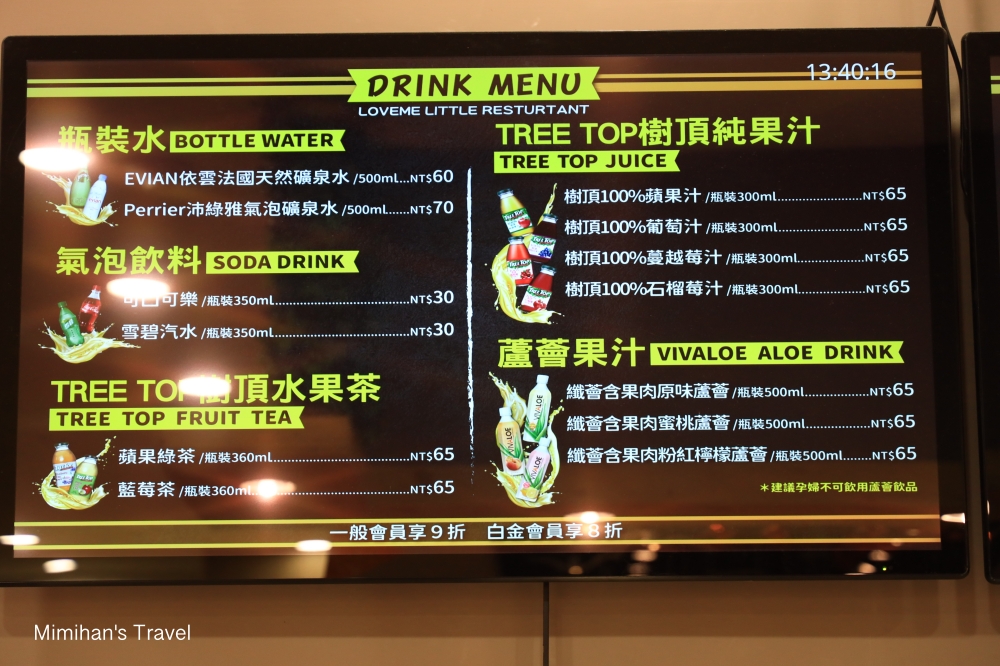 13:40:16
DRINK MENU
LOVEME LITTLE RESTURTANT
瓶裝水 BOTTLE WATER
EVIAN依雲法國天然礦泉水 /500ml...NT$60
Perrier沛綠雅氣泡礦泉水 /500ml......NT$70
氣泡飲料 SODA DRINK
可口可樂 /瓶裝350ml..............................NT$30
雪碧汽水 /瓶裝350ml..............................NT$30
TREE TOP樹頂水果茶
TREE TOP FRUIT TEA
蘋果綠茶 /瓶裝360ml..............................NT$65
藍莓茶 /瓶裝360ml..................................NT$65
TREE TOP樹頂純果汁
TREE TOP JUICE
樹頂100%蘋果汁 /瓶裝300ml......................NT$65
樹頂100%葡萄汁 /瓶裝300ml......................NT$65
樹頂100%蔓越莓汁 /瓶裝300ml..................NT$65
樹頂100%石榴莓汁 /瓶裝300ml..................NT$65
蘆薈果汁 VIVALOE ALOE DRINK
纖薈含果肉原味蘆薈 /瓶裝500ml..............NT$65
纖薈含果肉蜜桃蘆薈 /瓶裝500ml..............NT$65
纖薈含果肉粉紅檸檬蘆薈 /瓶裝500ml......NT$65
＊建議孕婦不可飲用蘆薈飲品
一般會員享9折 白金會員享8折
Mimihan's Travel